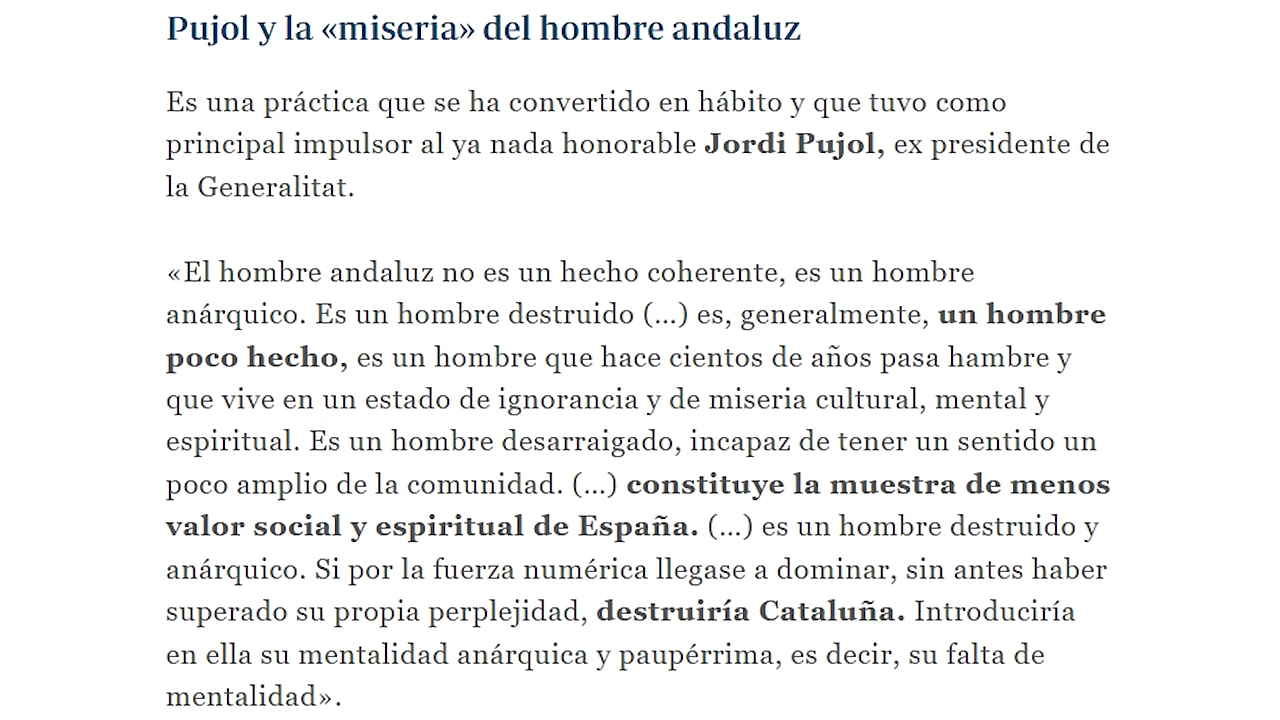 Pujol y la «miseria» del hombre andaluz
Es una práctica que se ha convertido en hábito y que tuvo como
principal impulsor al ya nada honorable Jordi Pujol, ex presidente de
la Generalitat.
«El hombre andaluz no es un hecho coherente, es un hombre
anárquico. Es un hombre destruido (...) es, generalmente, un hombre
poco hecho, es un hombre que hace cientos de años pasa hambre y
que vive en un estado de ignorancia y de miseria cultural, mental y
espiritual. Es un hombre desarraigado, incapaz de tener un sentido un
poco amplio de la comunidad. (...) constituye la muestra de menos
valor social y espiritual de España. (...) es un hombre destruido y
anárquico. Si por la fuerza numérica llegase a dominar, sin antes haber
superado su propia perplejidad, destruiría Cataluña. Introduciría
en ella su mentalidad anárquica y paupérrima, es decir, su falta de
mentalidad».